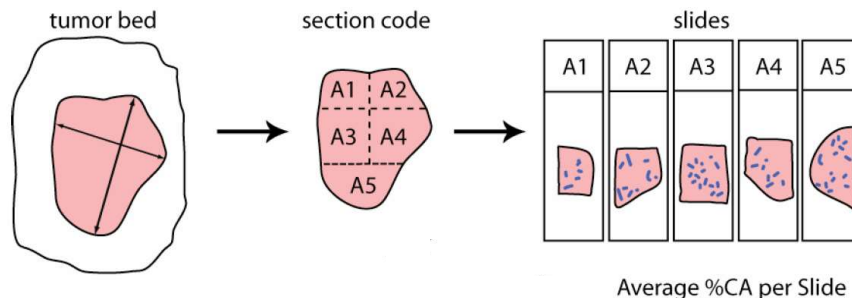 tumor bed
section code
slides
A1 A2 A3 A4 A5
A1 A2
A3 A4
A5
Average %CA per Slide